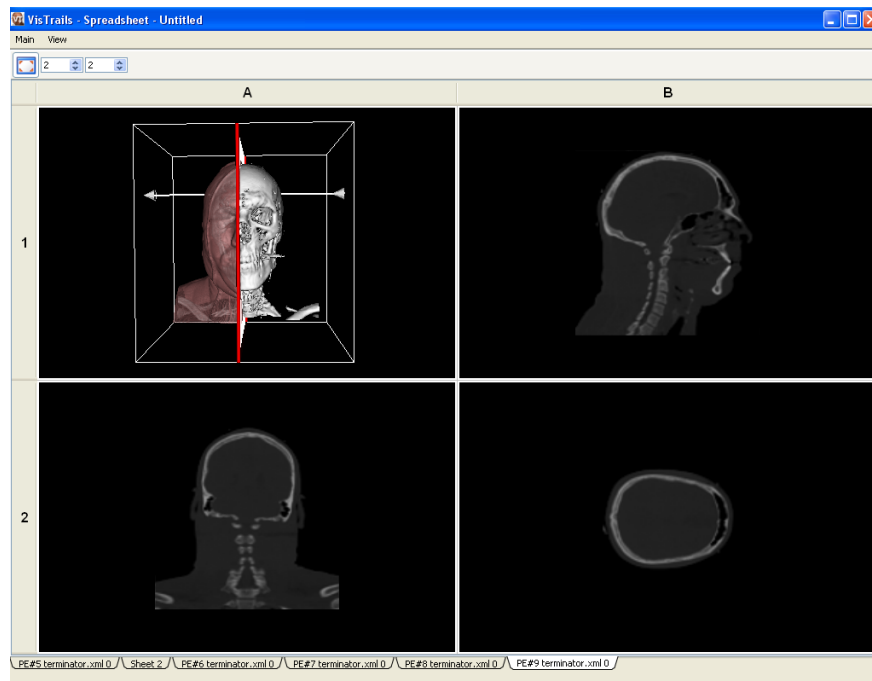 VisTrails - Spreadsheet - Untitled
Main View
2 2
A B
1
2
PE#5 terminator.xml 0 Sheet 2 PE#6 terminator.xml 0 PE#7 terminator.xml 0 PE#8 terminator.xml 0 PE#9 terminator.xml 0